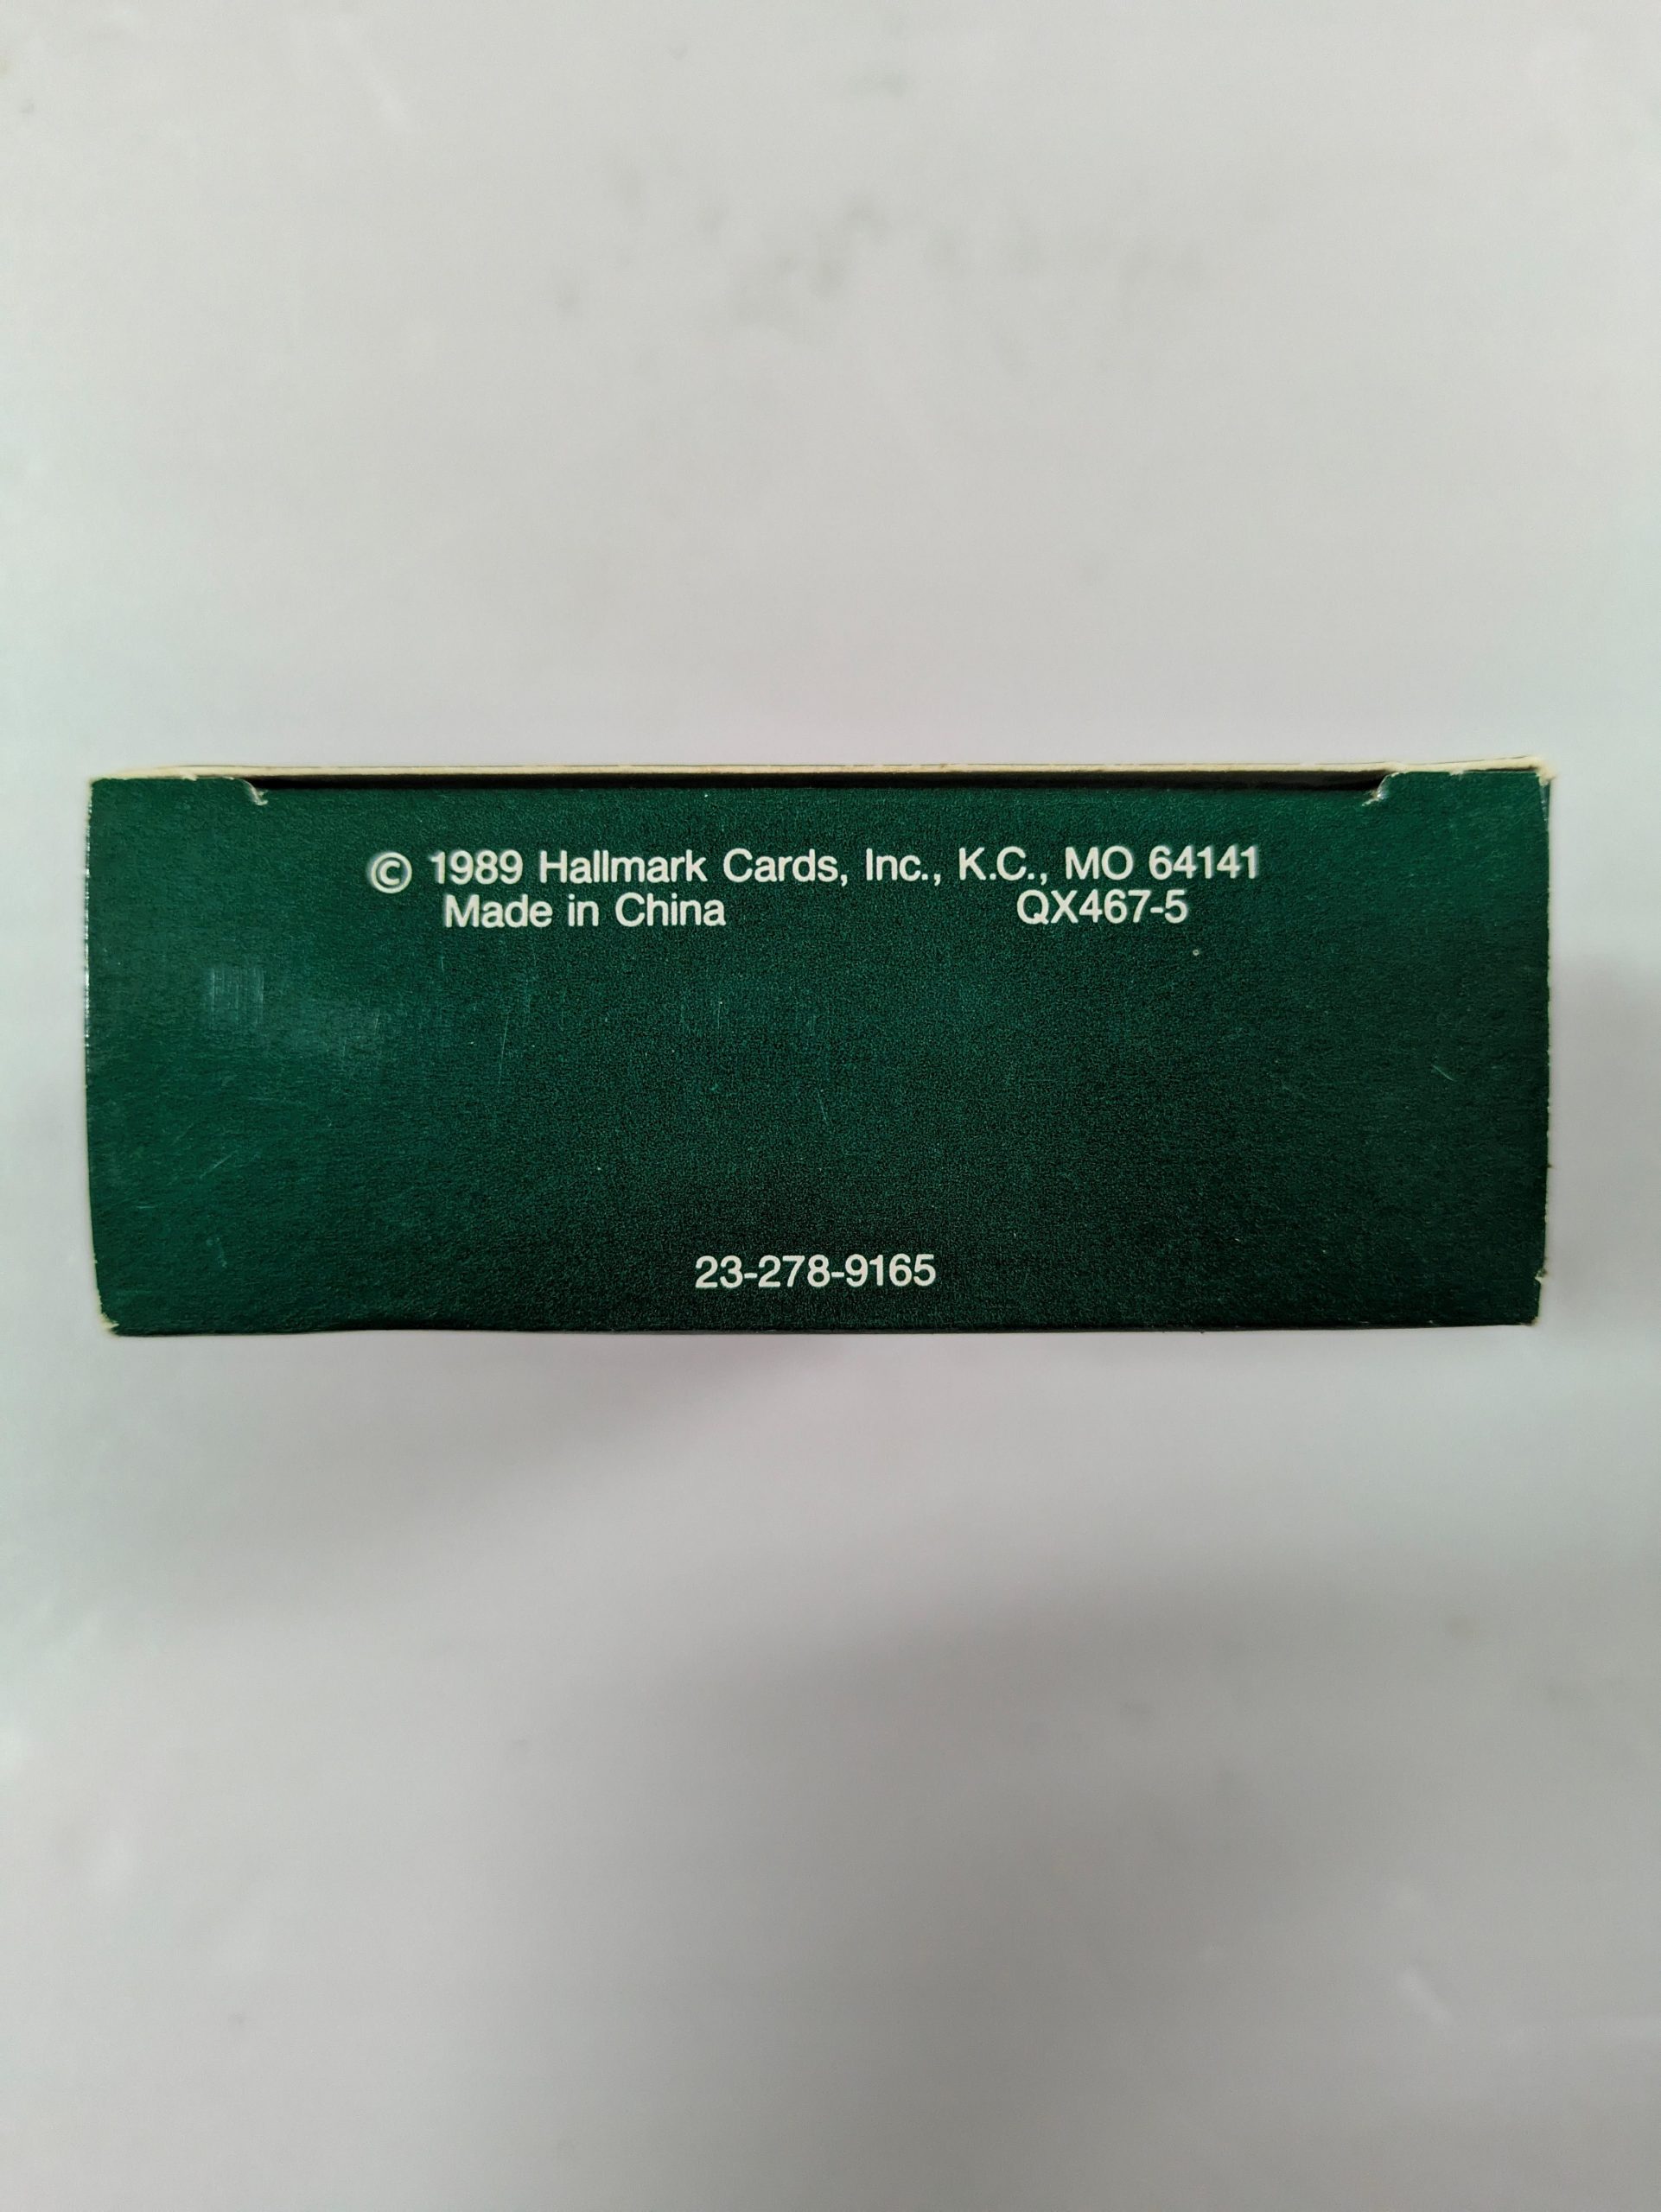 © 1989 Hallmark Cards, Inc., K.C., MO 64141
Made in China QX467-5
23-278-9165